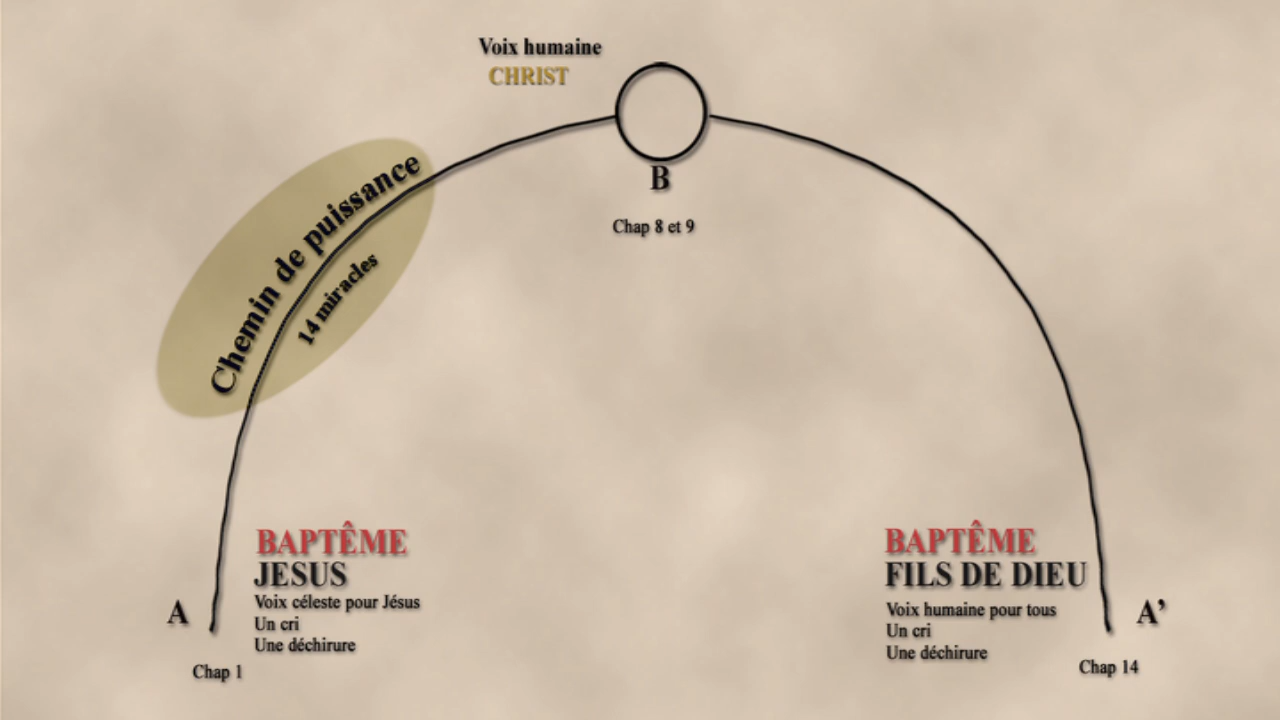 Voix humaine
CHRIST
B
Chap 8 et 9
Chemin de puissance
14 miracles
A
BAPTÊME
JESUS
Voix céleste pour Jésus
Un cri
Une déchirure
Chap 1
BAPTÊME
FILS DE DIEU
Voix humaine pour tous
Un cri
Une déchirure
A’
Chap 14